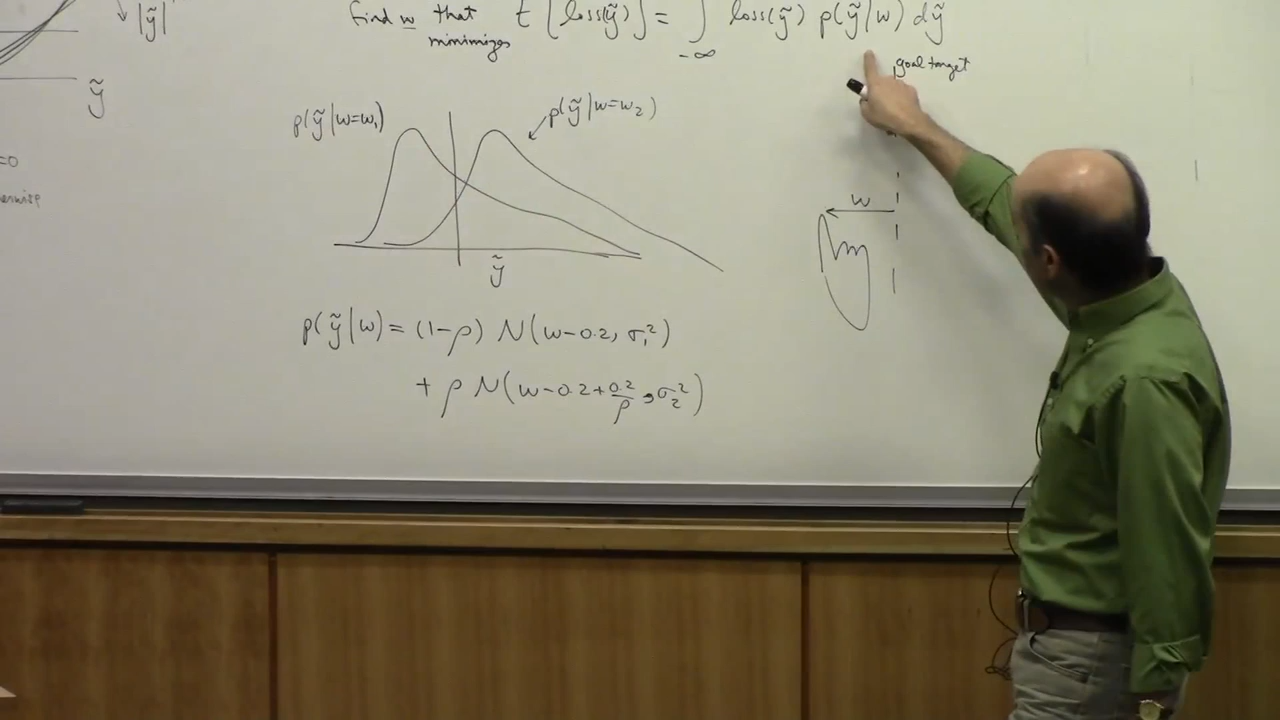 |ỹ|
ỹ
=0
find w that minimizes E [loss(ỹ)] = ∫ loss(ỹ) p(ỹ|w) dỹ
-∞
goal target
p(ỹ|w=w₁)
p(ỹ|w=w₂)
w
ỹ
p(ỹ|w) = (1-ρ) N(w-0.2, σ₁²)
+ ρ N(w-0.2+0.2/ρ, σ₂²)